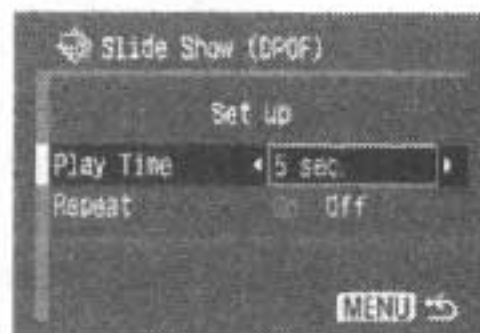 Slide Show (DPOF)
Set up
Play Time 5 sec.
Repeat On Off
MENU